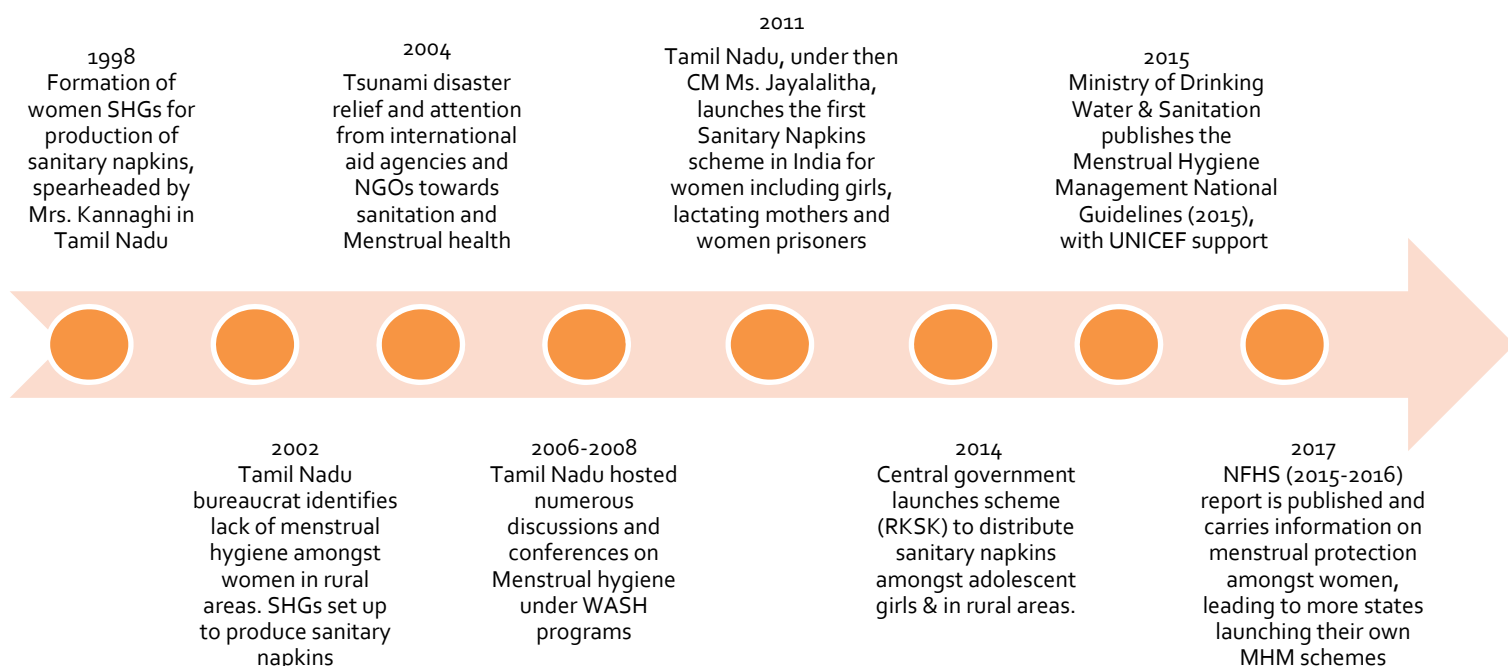 1998
Formation of
women SHGs for
production of
sanitary napkins,
spearheaded by
Mrs. Kannaghi in
Tamil Nadu
2002
Tamil Nadu
bureaucrat identifies
lack of menstrual
hygiene amongst
women in rural
areas. SHGs set up
to produce sanitary
napkins
2004
Tsunami disaster
relief and attention
from international
aid agencies and
NGOs towards
sanitation and
Menstrual health
2006-2008
Tamil Nadu hosted
numerous
discussions and
conferences on
Menstrual hygiene
under WASH
programs
2011
Tamil Nadu, under then
CM Ms. Jayalalitha,
launches the first
Sanitary Napkins
scheme in India for
women including girls,
lactating mothers and
women prisoners
2014
Central government
launches scheme
(RKSK) to distribute
sanitary napkins
amongst adolescent
girls & in rural areas.
2015
Ministry of Drinking
Water & Sanitation
publishes the
Menstrual Hygiene
Management National
Guidelines (2015),
with UNICEF support
2017
NFHS (2015-2016)
report is published and
carries information on
menstrual protection
amongst women,
leading to more states
launching their own
MHM schemes